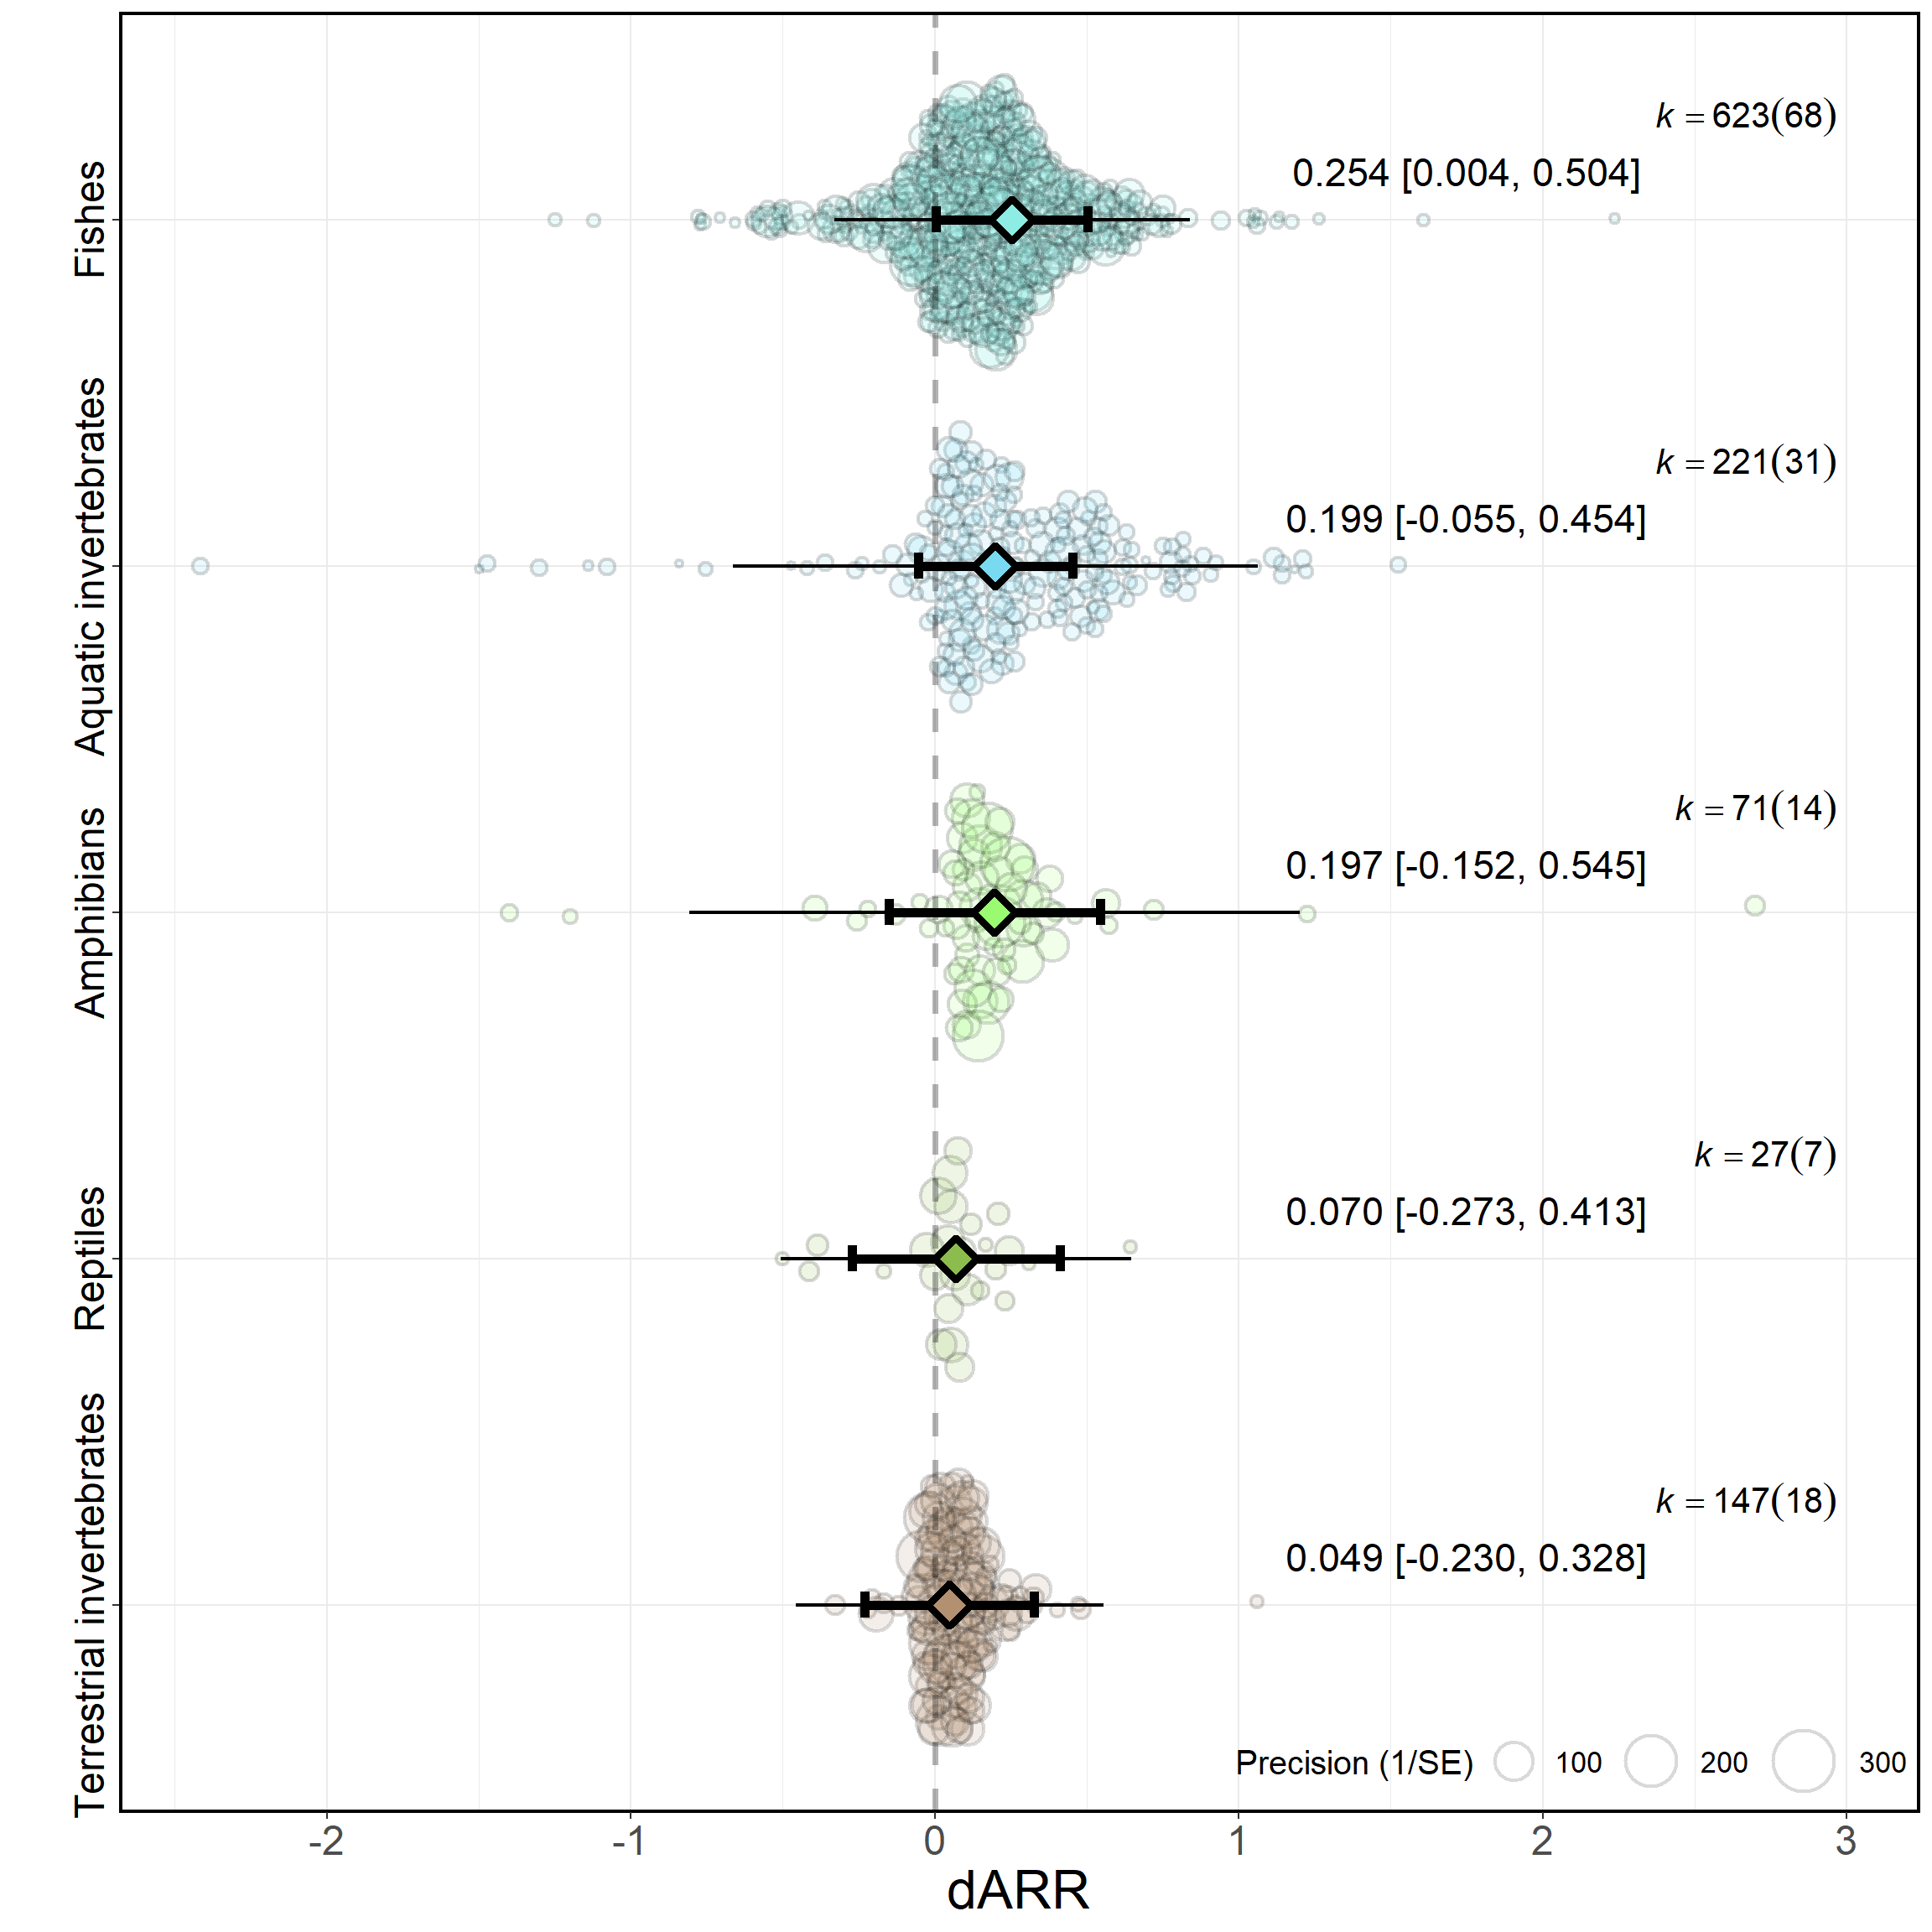 Fishes
k = 623(68)
0.254 [0.004, 0.504]
Aquatic invertebrates
k = 221(31)
0.199 [-0.055, 0.454]
Amphibians
k = 71(14)
0.197 [-0.152, 0.545]
Reptiles
k = 27(7)
0.070 [-0.273, 0.413]
Terrestrial invertebrates
k = 147(18)
0.049 [-0.230, 0.328]
Precision (1/SE) 100 200 300
-2 -1 0 1 2 3
dARR